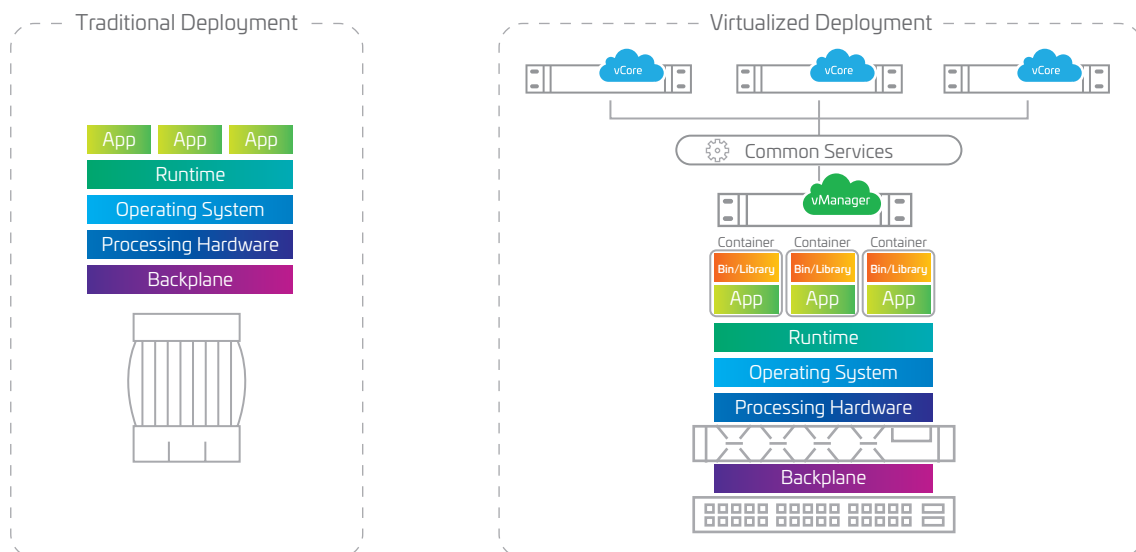 Traditional Deployment
App App App
Runtime
Operating System
Processing Hardware
Backplane
Virtualized Deployment
vCore vCore vCore
Common Services
vManager
Container Container Container
Bin/Library Bin/Library Bin/Library
App App App
Runtime
Operating System
Processing Hardware
Backplane